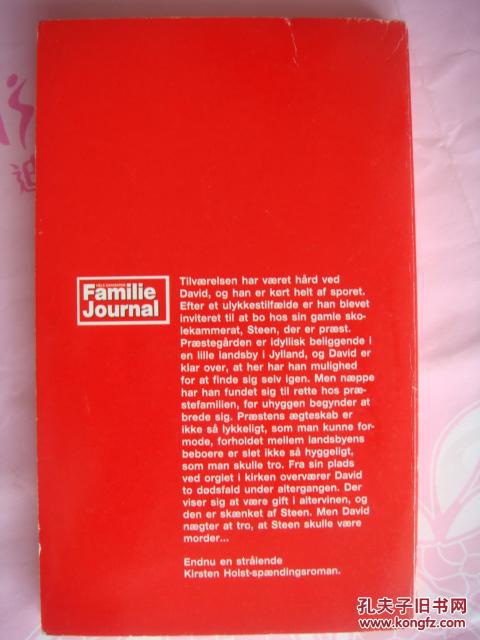 HELE DANMARKS
Familie
Journal
Tilværelsen har været hård ved
David, og han er kørt helt af sporet.
Efter et ulykkestilfælde er han blevet
inviteret til at bo hos sin gamle sko-
lekammerat, Steen, der er præst.
Præstegården er idyllisk beliggende i
en lille landsby i Jylland, og David er
klar over, at her har han mulighed
for at finde sig selv igen. Men næppe
har han fundet sig til rette hos præ-
stefamilien, før uhyggen begynder at
brede sig. Præstens ægteskab er
ikke så lykkeligt, som man kunne for-
mode, forholdet mellem landsbyens
beboere er slet ikke så hyggeligt,
som man skulle tro. Fra sin plads
ved orglet i kirken overværer David
to dødsfald under altergangen. Der
viser sig at være gift i altervinen, og
den er skænket af Steen. Men David
nægter at tro, at Steen skulle være
morder...
Endnu en strålende
Kirsten Holst-spændingsroman.
孔夫子旧书网
www.kongfz.com